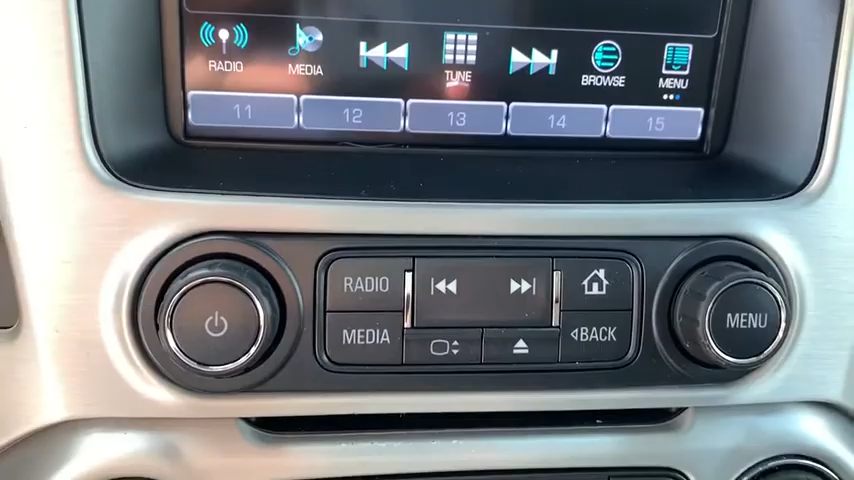 RADIO
MEDIA
TUNE
BROWSE
MENU
11 12 13 14 15
RADIO
MEDIA
BACK
MENU